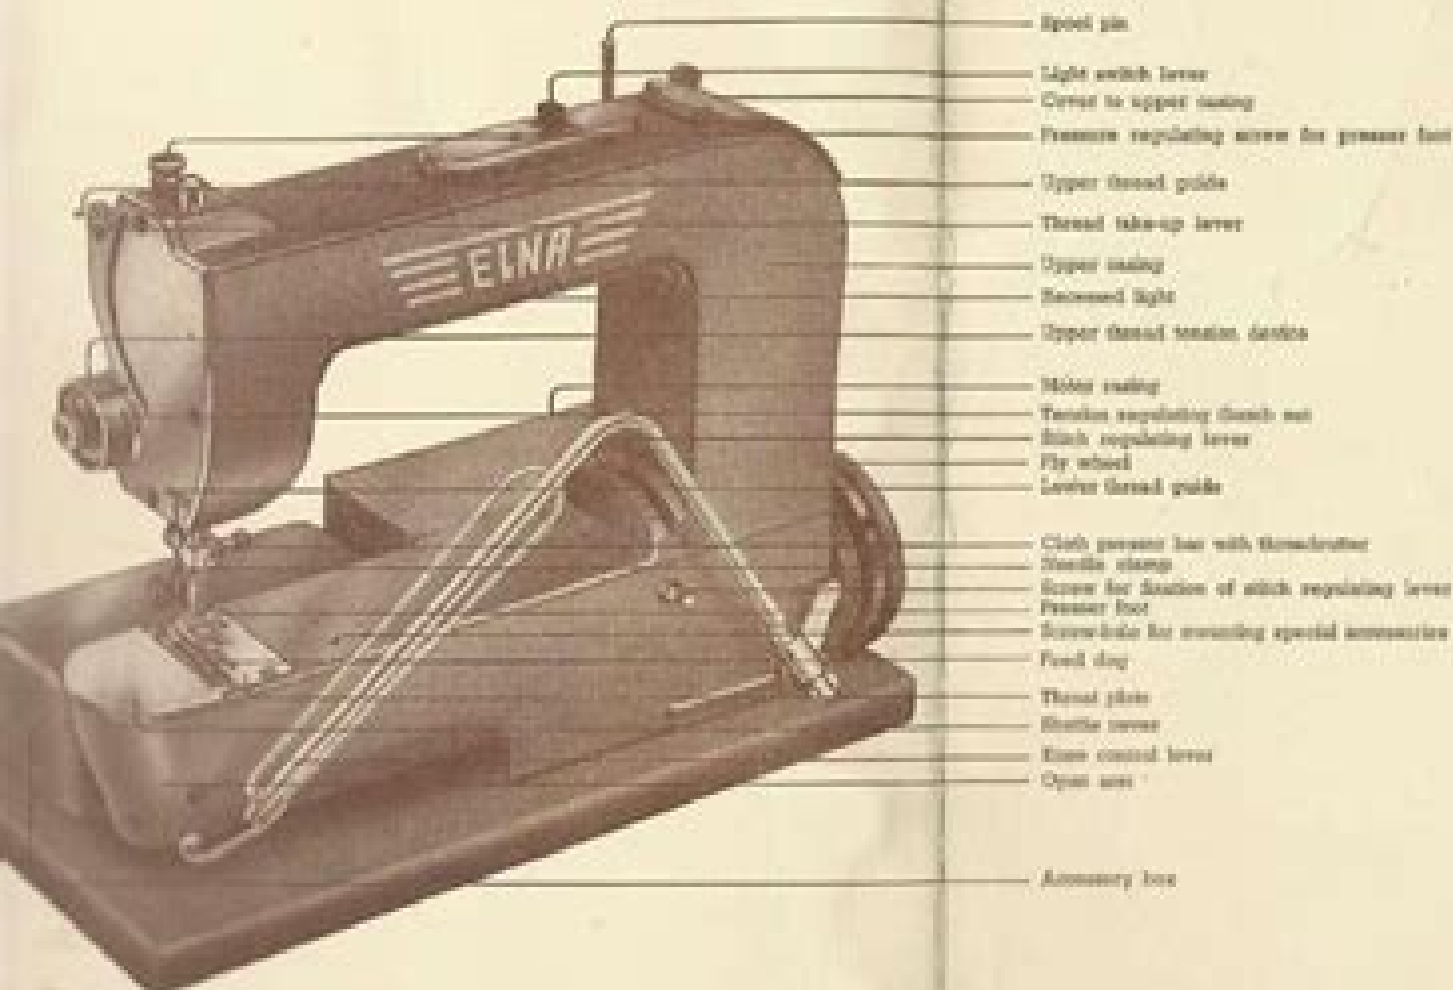 Spool pin
Light switch lever
Cover to upper casing
Pressure regulating screw for presser foot
Upper thread guide
Thread take-up lever
Upper casing
Recessed light
Upper thread tension device
Motor casing
Tension regulating thumb nut
Stitch regulating lever
Fly wheel
Lower thread guide
Cloth presser bar with threadcutter
Needle clamp
Screw for fixation of stitch regulating lever
Presser foot
Screw-hole for mounting special accessories
Feed dog
Throat plate
Shuttle cover
Knee control lever
Open arm
Accessory box
ELNA